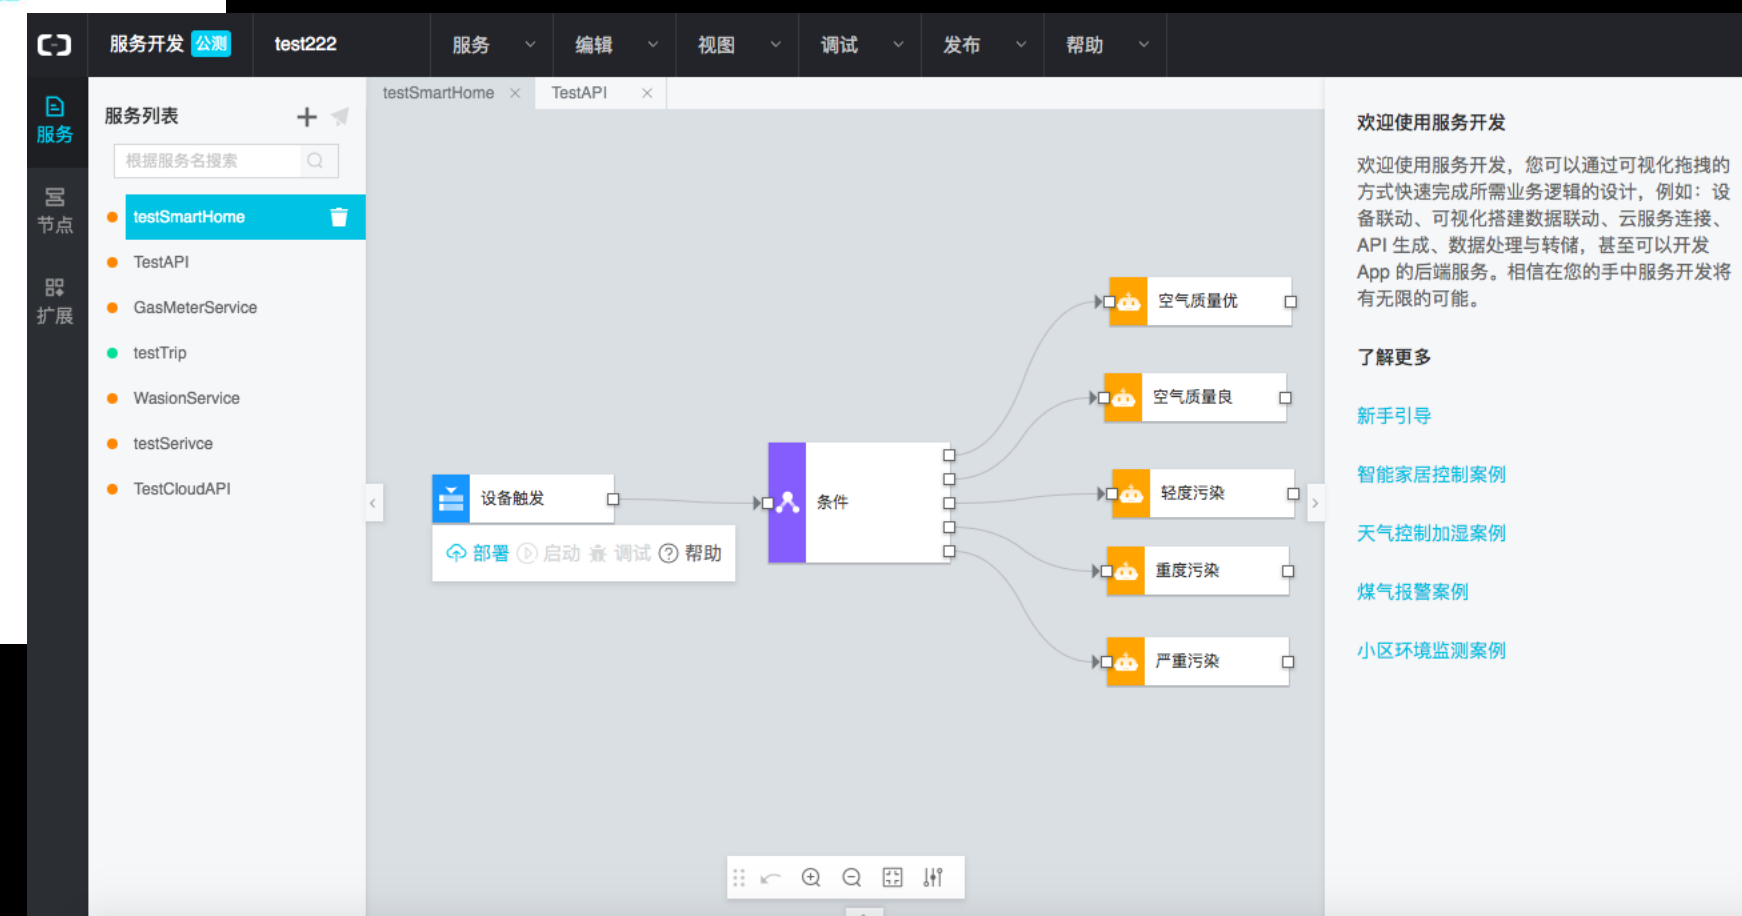 服务开发 公测 test222 服务 编辑 视图 调试 发布 帮助
服务
节点
扩展
服务列表
根据服务名搜索
testSmartHome
TestAPI
GasMeterService
testTrip
WasionService
testSerivce
TestCloudAPI
testSmartHome TestAPI
设备触发
部署 启动 调试 帮助
条件
空气质量优
空气质量良
轻度污染
重度污染
严重污染
欢迎使用服务开发
欢迎使用服务开发，您可以通过可视化拖拽的
方式快速完成所需业务逻辑的设计，例如：设
备联动、可视化搭建数据联动、云服务连接、
API 生成、数据处理与转储，甚至可以开发
App 的后端服务。相信在您的手中服务开发将
有无限的可能。
了解更多
新手引导
智能家居控制案例
天气控制加湿案例
煤气报警案例
小区环境监测案例